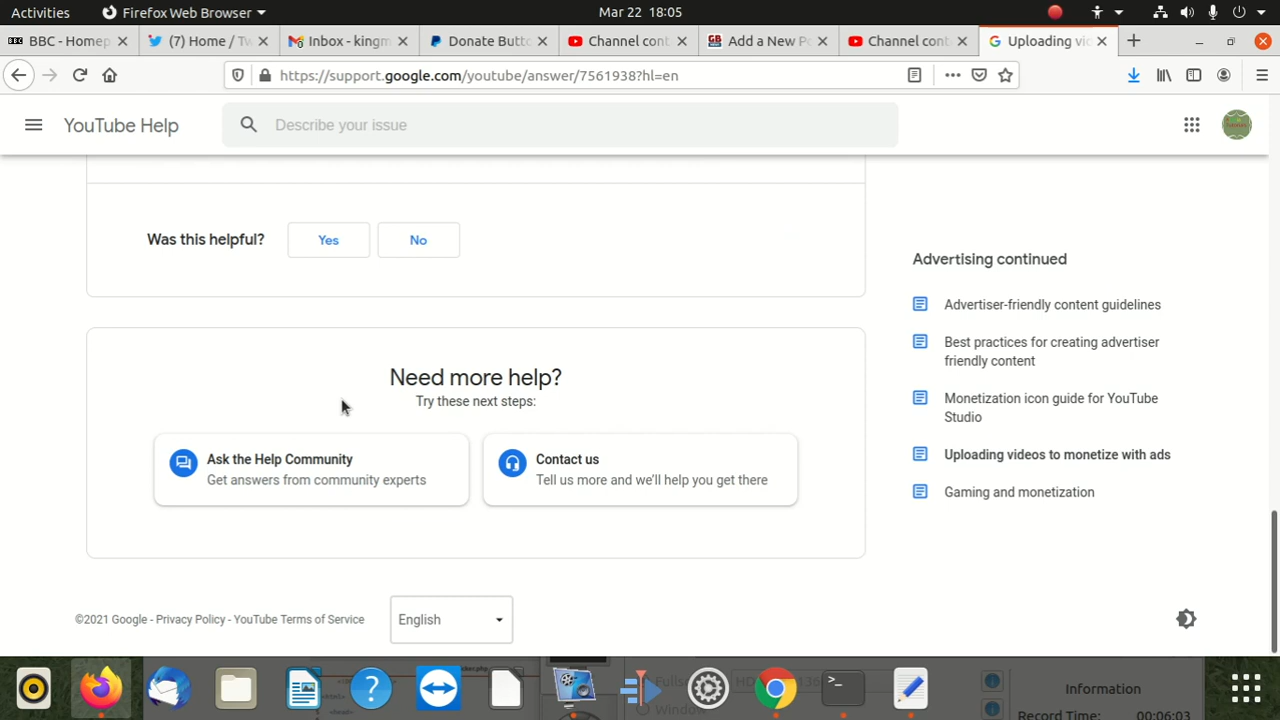 Activities Firefox Web Browser Mar 22 18:05
BBC - Homep (7) Home / Tw Inbox - kingm Donate Butto Channel cont Add a New Po Channel cont Uploading vid
https://support.google.com/youtube/answer/7561938?hl=en
YouTube Help Describe your issue
Was this helpful? Yes No
Need more help?
Try these next steps:
Ask the Help Community
Get answers from community experts
Contact us
Tell us more and we'll help you get there
Advertising continued
Advertiser-friendly content guidelines
Best practices for creating advertiser
friendly content
Monetization icon guide for YouTube
Studio
Uploading videos to monetize with ads
Gaming and monetization
©2021 Google - Privacy Policy - YouTube Terms of Service English
Information
Record Time: 00:06:03